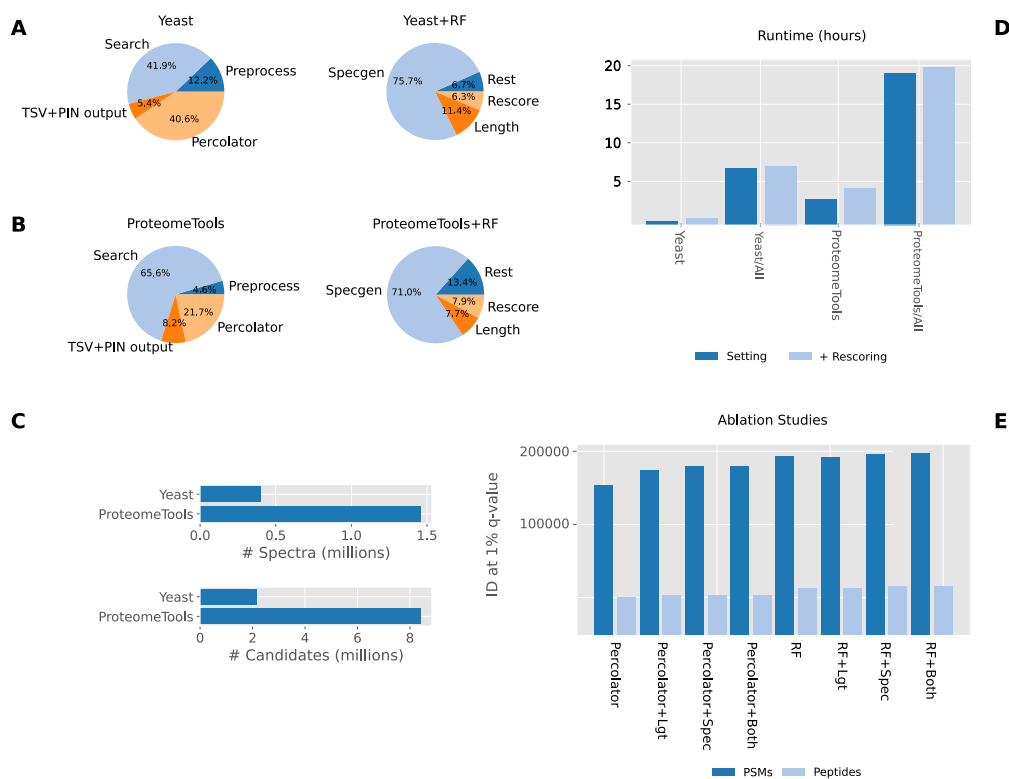 A
Yeast
Search
41.9%
Preprocess
12.2%
5,4%
TSV+PIN output
40,6%
Percolator
Yeast+RF
Specgen
75,7%
6.7%
Rest
6.3%
Rescore
11.4%
Length
B
ProteomeTools
Search
65,6%
Preprocess
4.6%
21,7%
Percolator
8,2%
TSV+PIN output
ProteomeTools+RF
Specgen
71,0%
Rest
13,4%
7,9%
Rescore
7,7%
Length
C
Yeast
ProteomeTools
0.0
0.5
1.0
1.5
# Spectra (millions)
Yeast
ProteomeTools
0
2
4
6
8
# Candidates (millions)
D
Runtime (hours)
20
15
10
5
Yeast
Yeast/All
ProteomeTools
ProteomeTools/All
Setting
+ Rescoring
E
Ablation Studies
200000
100000
ID at 1% q-value
Percolator
Percolator+Lgt
Percolator+Spec
Percolator+Both
RF
RF+Lgt
RF+Spec
RF+Both
PSMs
Peptides